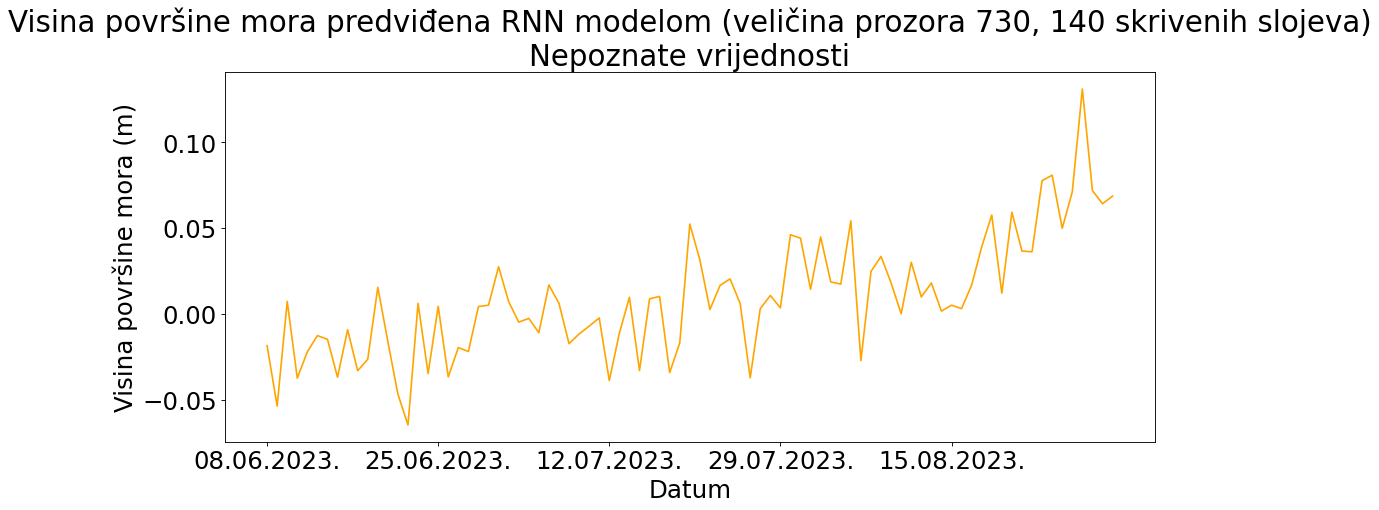 Visina površine mora predviđena RNN modelom (veličina prozora 730, 140 skrivenih slojeva)
Nepoznate vrijednosti
Visina površine mora (m)
0.10
0.05
0.00
−0.05
08.06.2023. 25.06.2023. 12.07.2023. 29.07.2023. 15.08.2023.
Datum